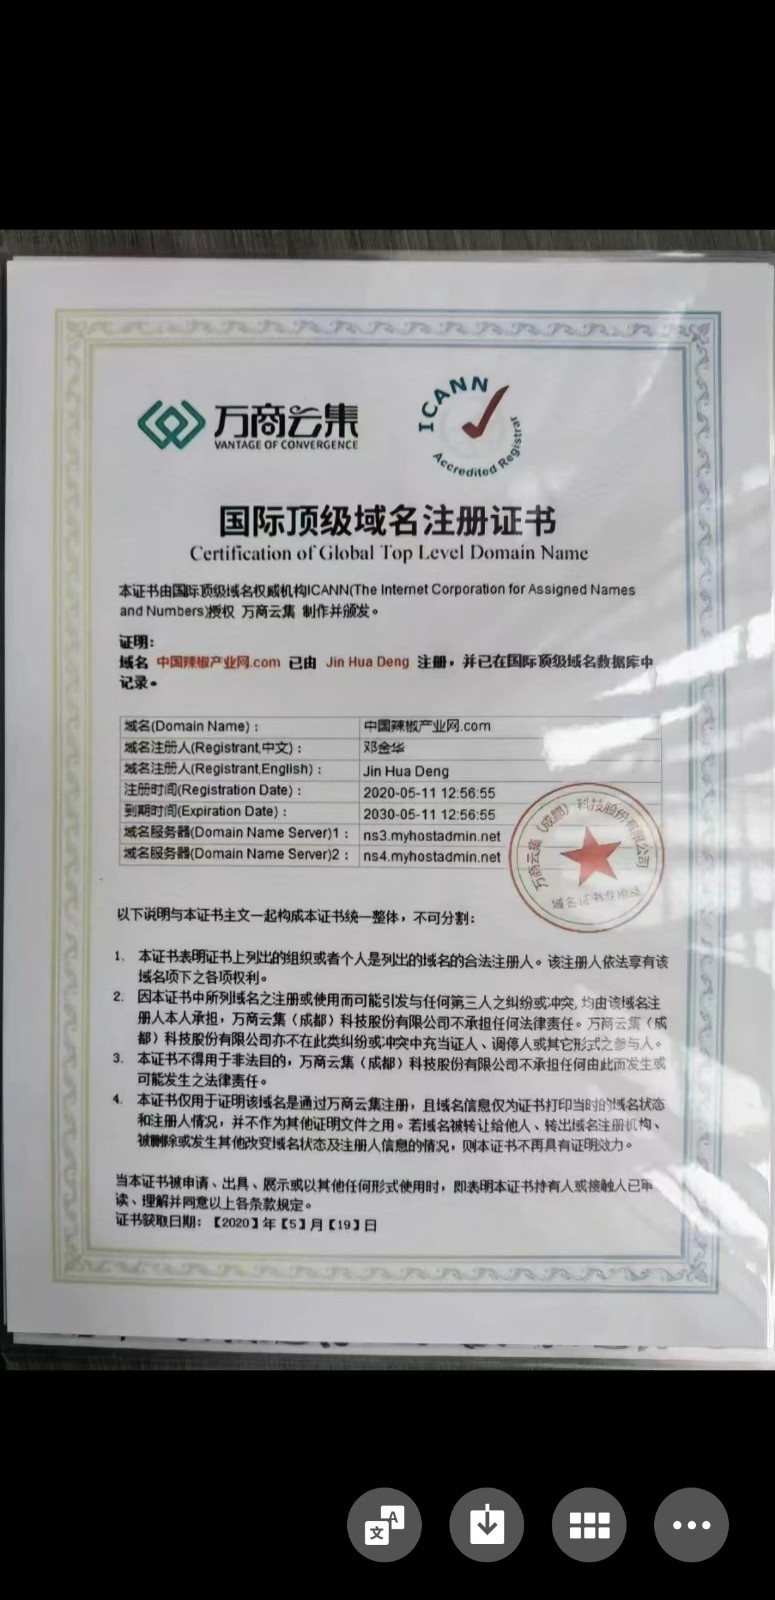 万商云集
VANTAGE OF CONVERGENCE
ICANN
Accredited Registrar
国际顶级域名注册证书
Certification of Global Top Level Domain Name
本证书由国际顶级域名权威机构ICANN(The Internet Corporation for Assigned Names
and Numbers)授权 万商云集 制作并颁发。
证明:
域名 中国辣椒产业网.com 已由 Jin Hua Deng 注册，并已在国际顶级域名数据库中
记录。
域名(Domain Name)： 中国辣椒产业网.com
域名注册人(Registrant,中文)： 邓金华
域名注册人(Registrant,English)： Jin Hua Deng
注册时间(Registration Date)： 2020-05-11 12:56:55
到期时间(Expiration Date)： 2030-05-11 12:56:55
域名服务器(Domain Name Server)1： ns3.myhostadmin.net
域名服务器(Domain Name Server)2： ns4.myhostadmin.net
万商云集（成都）科技股份有限公司
域名证书专用章
以下说明与本证书主文一起构成本证书统一整体，不可分割：
1. 本证书表明证书上列出的组织或者个人是列出的域名的合法注册人。该注册人依法享有该
域名项下之各项权利。
2. 因本证书中所列域名之注册或使用而可能引发与任何第三人之纠纷或冲突, 均由该域名注
册人本人承担，万商云集（成都）科技股份有限公司不承担任何法律责任。万商云集（成
都）科技股份有限公司亦不在此类纠纷或冲突中充当证人、调停人或其它形式之参与人。
3. 本证书不得用于非法目的，万商云集（成都）科技股份有限公司不承担任何由此而发生或
可能发生之法律责任。
4. 本证书仅用于证明该域名是通过万商云集注册，且域名信息仅为证书打印当时的域名状态
和注册人情况，并不作为其他证明文件之用。若域名被转让给他人、转出域名注册机构、
被删除或发生其他改变域名状态及注册人信息的情况，则本证书不再具有证明效力。
当本证书被申请、出具、展示或以其他任何形式使用时，即表明本证书持有人或接触人已审
读、理解并同意以上各条款规定。
证书获取日期：【2020】年【5】月【19】日